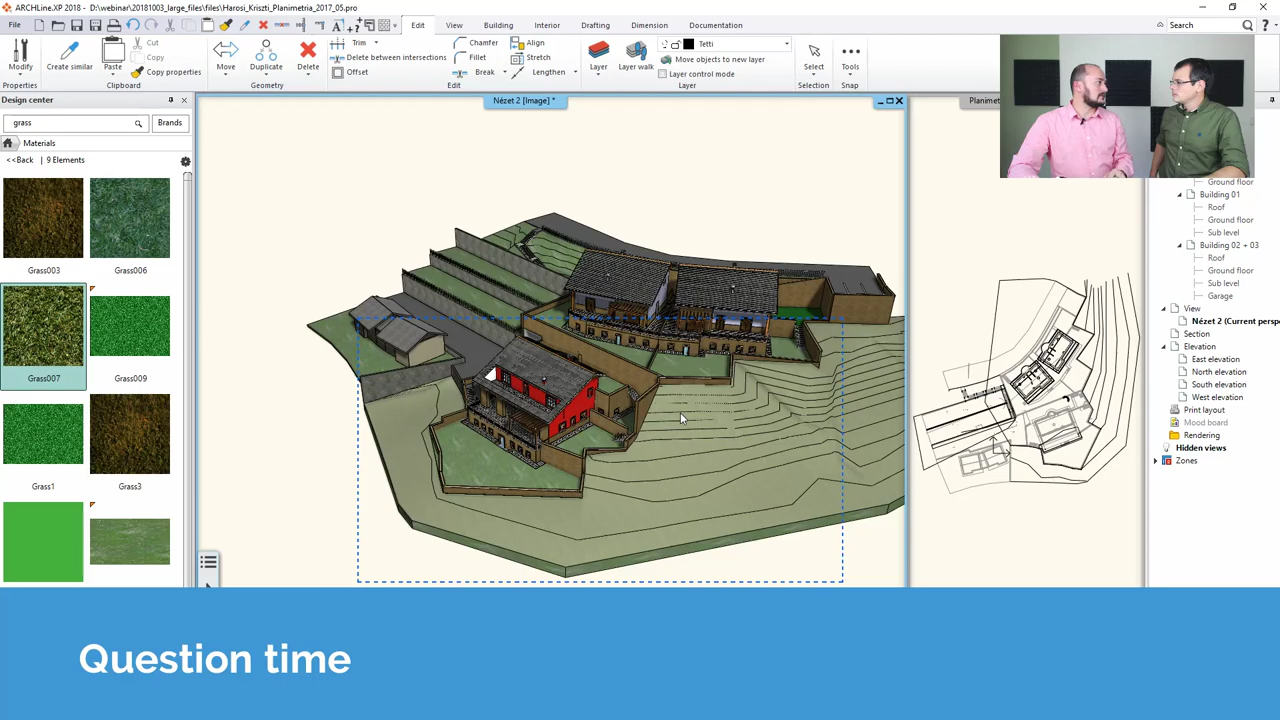 ARCHLine.XP 2018 - D:\webinar\20181003_large_files\files\Harosi_Kriszti_Planimetria_2017_05.pro
Edit View Building Interior Drafting Dimension Documentation
Search
Modify
Properties
Create similar
Paste
Cut
Copy
Copy properties
Clipboard
Move
Duplicate
Delete
Geometry
Trim
Delete between intersections
Offset
Chamfer
Fillet
Break
Align
Stretch
Lengthen
Edit
Layer
Layer walk
Tetti
Move objects to new layer
Layer control mode
Layer
Select
Selection
Tools
Snap
Design center
grass
Brands
Materials
<<Back | 9 Elements
Grass003
Grass006
Grass007
Grass009
Grass1
Grass3
Nézet 2 [Image] *
Planimet
Ground floor
Building 01
Roof
Ground floor
Sub level
Building 02 + 03
Roof
Ground floor
Sub level
Garage
View
Nézet 2 (Current perspe
Section
Elevation
East elevation
North elevation
South elevation
West elevation
Print layout
Mood board
Rendering
Hidden views
Zones
Question time